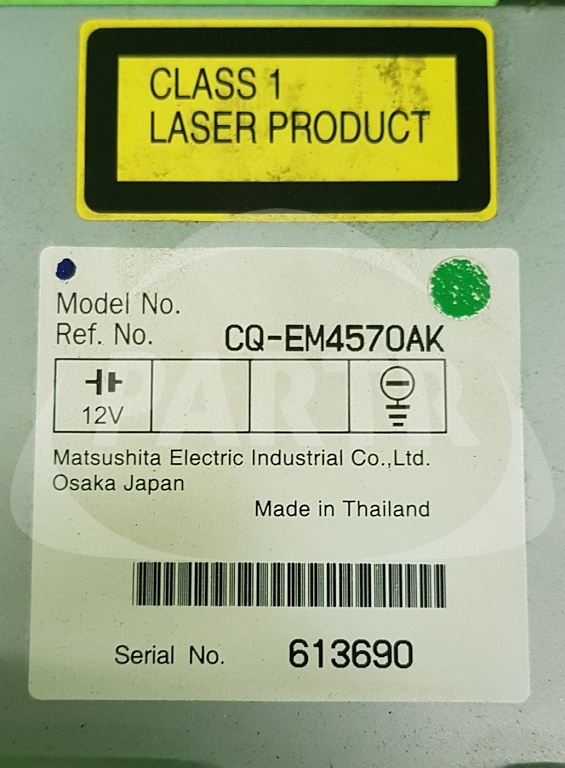 CLASS 1
LASER PRODUCT
Model No.
Ref. No. CQ-EM4570AK
12V
PARTR
Matsushita Electric Industrial Co.,Ltd.
Osaka Japan
Made in Thailand
Serial No. 613690